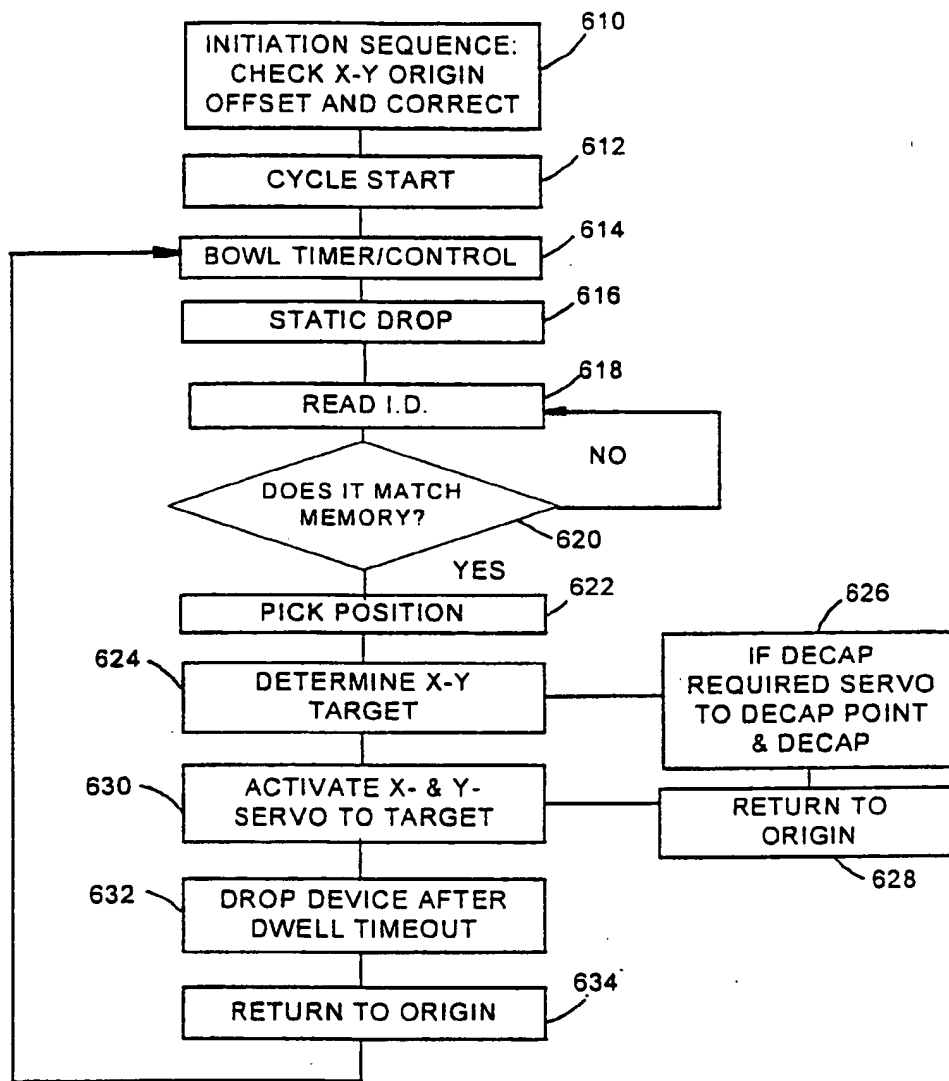 610
INITIATION SEQUENCE:
CHECK X-Y ORIGIN
OFFSET AND CORRECT
612
CYCLE START
614
BOWL TIMER/CONTROL
616
STATIC DROP
618
READ I.D.
NO
DOES IT MATCH
MEMORY?
620
YES
622
PICK POSITION
624
DETERMINE X-Y
TARGET
626
IF DECAP
REQUIRED SERVO
TO DECAP POINT
& DECAP
630
ACTIVATE X- & Y-
SERVO TO TARGET
RETURN TO
ORIGIN
628
632
DROP DEVICE AFTER
DWELL TIMEOUT
634
RETURN TO ORIGIN